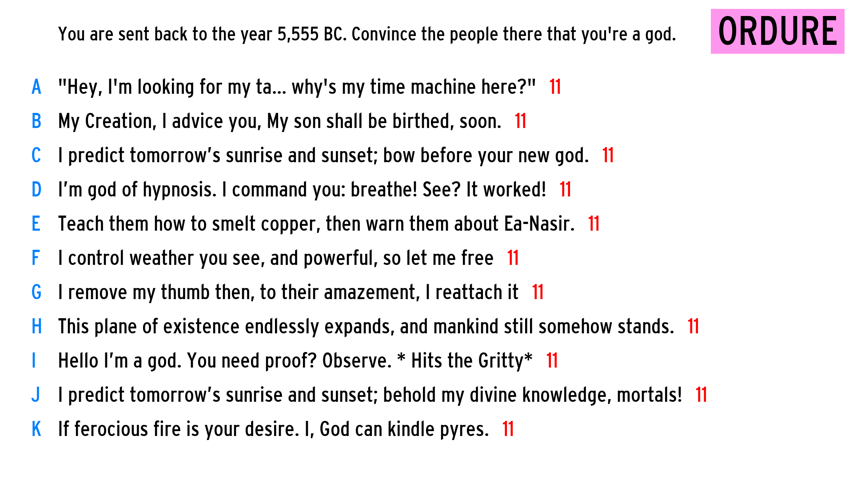 You are sent back to the year 5,555 BC. Convince the people there that you're a god.
ORDURE
A "Hey, I'm looking for my ta... why's my time machine here?" 11
B My Creation, I advice you, My son shall be birthed, soon. 11
C I predict tomorrow's sunrise and sunset; bow before your new god. 11
D I'm god of hypnosis. I command you: breathe! See? It worked! 11
E Teach them how to smelt copper, then warn them about Ea-Nasir. 11
F I control weather you see, and powerful, so let me free 11
G I remove my thumb then, to their amazement, I reattach it 11
H This plane of existence endlessly expands, and mankind still somehow stands. 11
I Hello I'm a god. You need proof? Observe. * Hits the Gritty* 11
J I predict tomorrow's sunrise and sunset; behold my divine knowledge, mortals! 11
K If ferocious fire is your desire. I, God can kindle pyres. 11